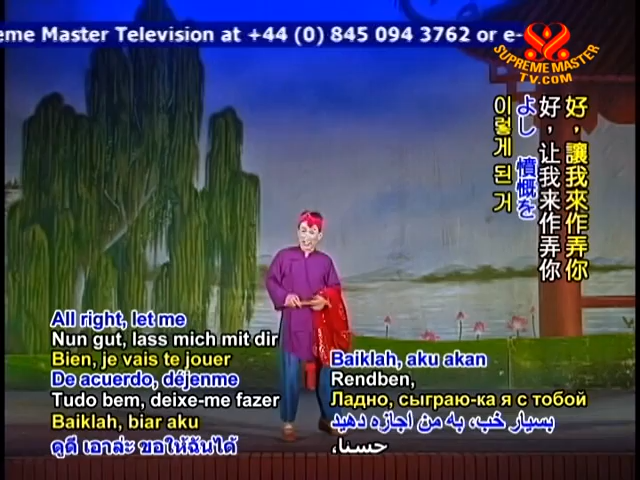 eme Master Television at +44 (0) 845 094 3762 or e-
SUPREME MASTER
TV.COM
好，讓我來作弄你
好，让我来作弄你
よし 憤慨を
이렇게 된 거
All right, let me
Nun gut, lass mich mit dir
Bien, je vais te jouer
De acuerdo, déjenme
Tudo bem, deixe-me fazer
Baiklah, biar aku
ดูดี เอาล่ะ ขอให้ฉันได้
Baiklah, aku akan
Rendben,
Ладно, сыграю-ка я с тобой
بسیار خب، به من اجازه دهید
حسنا،